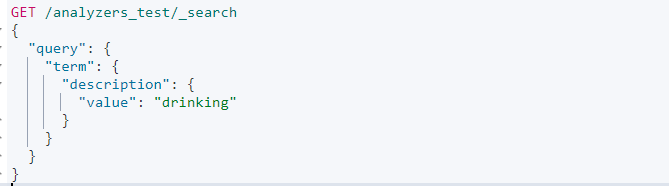 GET /analyzers_test/_search
{
  "query": {
    "term": {
      "description": {
        "value": "drinking"
      }
    }
  }
}